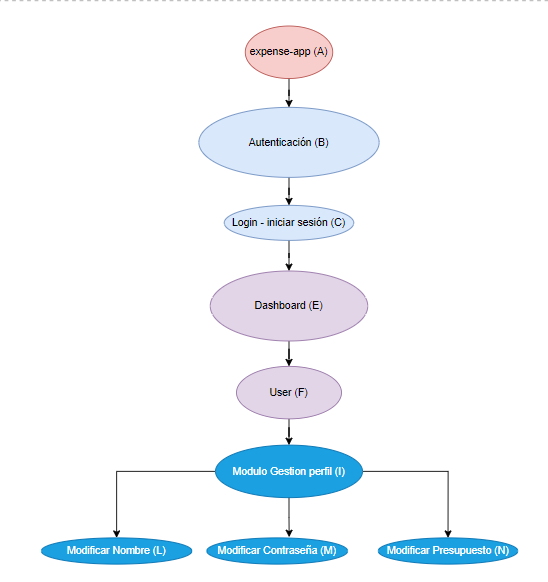 expense-app (A)
Autenticación (B)
Login - iniciar sesión (C)
Dashboard (E)
User (F)
Modulo Gestion perfil (I)
Modificar Nombre (L)
Modificar Contraseña (M)
Modificar Presupuesto (N)